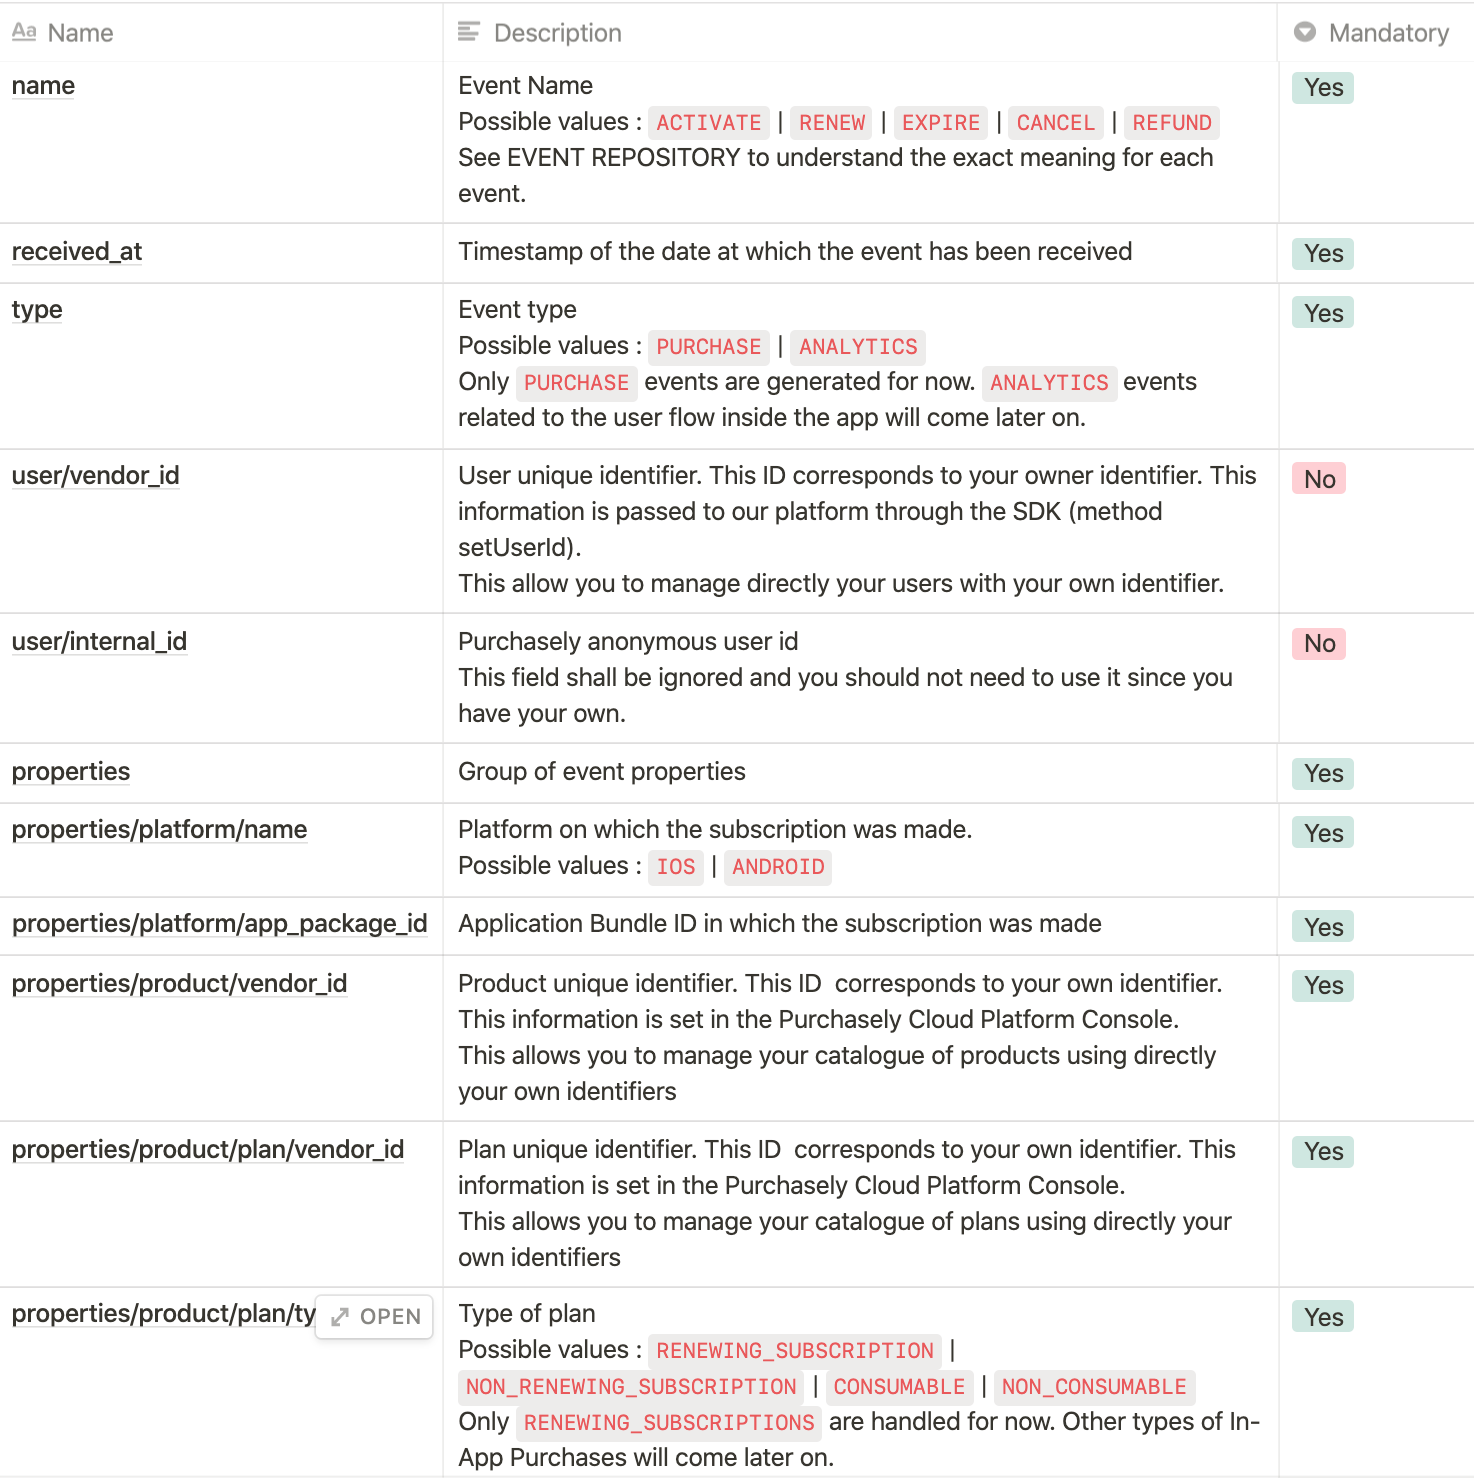 Aa Name Description Mandatory
name Event Name Yes
Possible values : ACTIVATE | RENEW | EXPIRE | CANCEL | REFUND
See EVENT REPOSITORY to understand the exact meaning for each
event.
received_at Timestamp of the date at which the event has been received Yes
type Event type Yes
Possible values : PURCHASE | ANALYTICS
Only PURCHASE events are generated for now. ANALYTICS events
related to the user flow inside the app will come later on.
user/vendor_id User unique identifier. This ID corresponds to your owner identifier. This No
information is passed to our platform through the SDK (method
setUserId).
This allow you to manage directly your users with your own identifier.
user/internal_id Purchasely anonymous user id No
This field shall be ignored and you should not need to use it since you
have your own.
properties Group of event properties Yes
properties/platform/name Platform on which the subscription was made. Yes
Possible values : IOS | ANDROID
properties/platform/app_package_id Application Bundle ID in which the subscription was made Yes
properties/product/vendor_id Product unique identifier. This ID  corresponds to your own identifier. Yes
This information is set in the Purchasely Cloud Platform Console.
This allows you to manage your catalogue of products using directly
your own identifiers
properties/product/plan/vendor_id Plan unique identifier. This ID  corresponds to your own identifier. This Yes
information is set in the Purchasely Cloud Platform Console.
This allows you to manage your catalogue of plans using directly your
own identifiers
properties/product/plan/ty OPEN Type of plan Yes
Possible values : RENEWING_SUBSCRIPTION |
NON_RENEWING_SUBSCRIPTION | CONSUMABLE | NON_CONSUMABLE
Only RENEWING_SUBSCRIPTIONS are handled for now. Other types of In-
App Purchases will come later on.